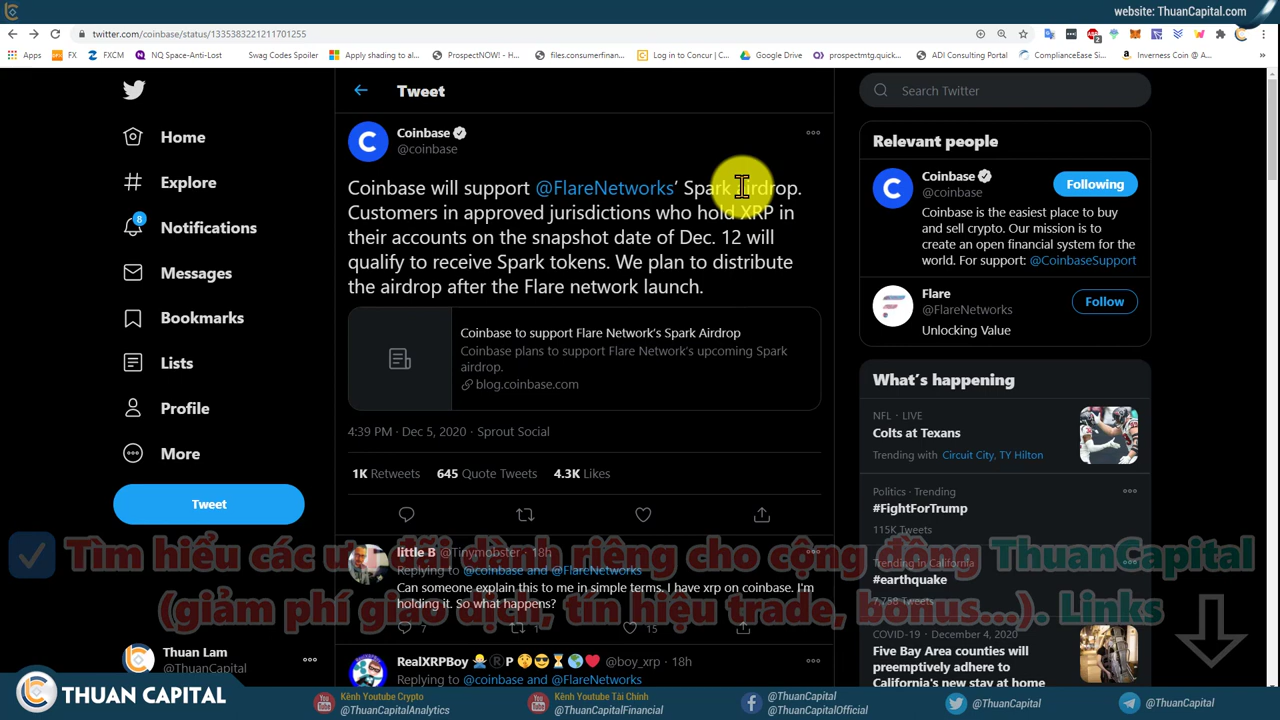 website: ThuanCapital.com
twitter.com/coinbase/status/1335383221211701255
Apps
FX
FXCM
NQ Space-Anti-Lost
Swag Codes Spoiler
ProspectNOW! - H...
files.consumerfinan...
Log in to Concur | C...
Google Drive
prospectmtg.quick...
ADI Consulting Portal
ComplianceEase Si...
Inverness Coin @ A...
Home
Explore
8
Notifications
Messages
Bookmarks
Lists
Profile
More
Tweet
Thuan Lam
@ThuanCapital
Tweet
Coinbase
@coinbase
Coinbase will support @FlareNetworks’ Spark airdrop.
Customers in approved jurisdictions who hold XRP in
their accounts on the snapshot date of Dec. 12 will
qualify to receive Spark tokens. We plan to distribute
the airdrop after the Flare network launch.
Coinbase to support Flare Network’s Spark Airdrop
Coinbase plans to support Flare Network's upcoming Spark
airdrop.
blog.coinbase.com
4:39 PM · Dec 5, 2020 · Sprout Social
1K Retweets 645 Quote Tweets 4.3K Likes
little B @Tinymobster · 18h
Replying to @coinbase and @FlareNetworks
Can someone explain this to me in simple terms. I have xrp on coinbase. I'm
holding it. So what happens?
7 1 15
RealXRPBoy ®P @boy_xrp · 18h
Replying to @coinbase and @FlareNetworks
Search Twitter
Relevant people
Coinbase
@coinbase
Following
Coinbase is the easiest place to buy
and sell crypto. Our mission is to
create an open financial system for the
world. For support: @CoinbaseSupport
Flare
@FlareNetworks
Follow
Unlocking Value
What’s happening
NFL · LIVE
Colts at Texans
Trending with Circuit City, TY Hilton
Politics · Trending
#FightForTrump
115K Tweets
Trending in California
#earthquake
7,758 Tweets
COVID-19 · December 4, 2020
Five Bay Area counties will
preemptively adhere to
California's new stay at home
Tìm hiểu các ưu đãi dành riêng cho cộng đồng ThuanCapital
(giảm phí giao dịch, tín hiệu trade, bonus...). Links
THUAN CAPITAL
Kênh Youtube Crypto
@ThuanCapitalAnalytics
Kênh Youtube Tài Chính
@ThuanCapitalFinancial
@ThuanCapital
@ThuanCapitalOfficial
@ThuanCapital
@ThuanCapital